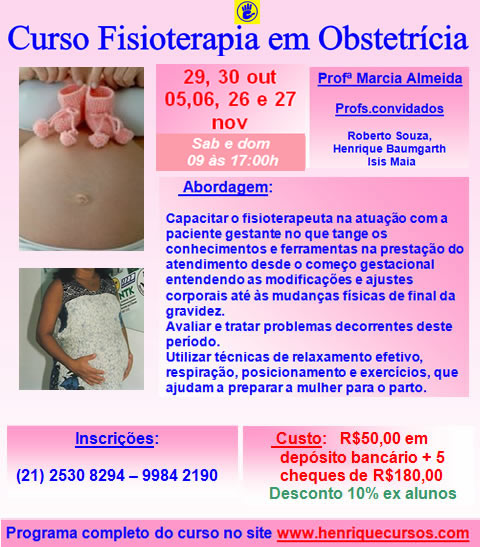 Curso Fisioterapia em Obstetrícia
29, 30 out
05,06, 26 e 27
nov
Sab e dom
09 às 17:00h
Profª Marcia Almeida
Profs.convidados
Roberto Souza,
Henrique Baumgarth
Isis Maia
Abordagem:
Capacitar o fisioterapeuta na atuação com a
paciente gestante no que tange os
conhecimentos e ferramentas na prestação do
atendimento desde o começo gestacional
entendendo as modificações e ajustes
corporais até às mudanças físicas de final da
gravidez.
Avaliar e tratar problemas decorrentes deste
período.
Utilizar técnicas de relaxamento efetivo,
respiração, posicionamento e exercícios, que
ajudam a preparar a mulher para o parto.
Inscrições:
(21) 2530 8294 – 9984 2190
Custo: R$50,00 em
depósito bancário + 5
cheques de R$180,00
Desconto 10% ex alunos
Programa completo do curso no site www.henriquecursos.com